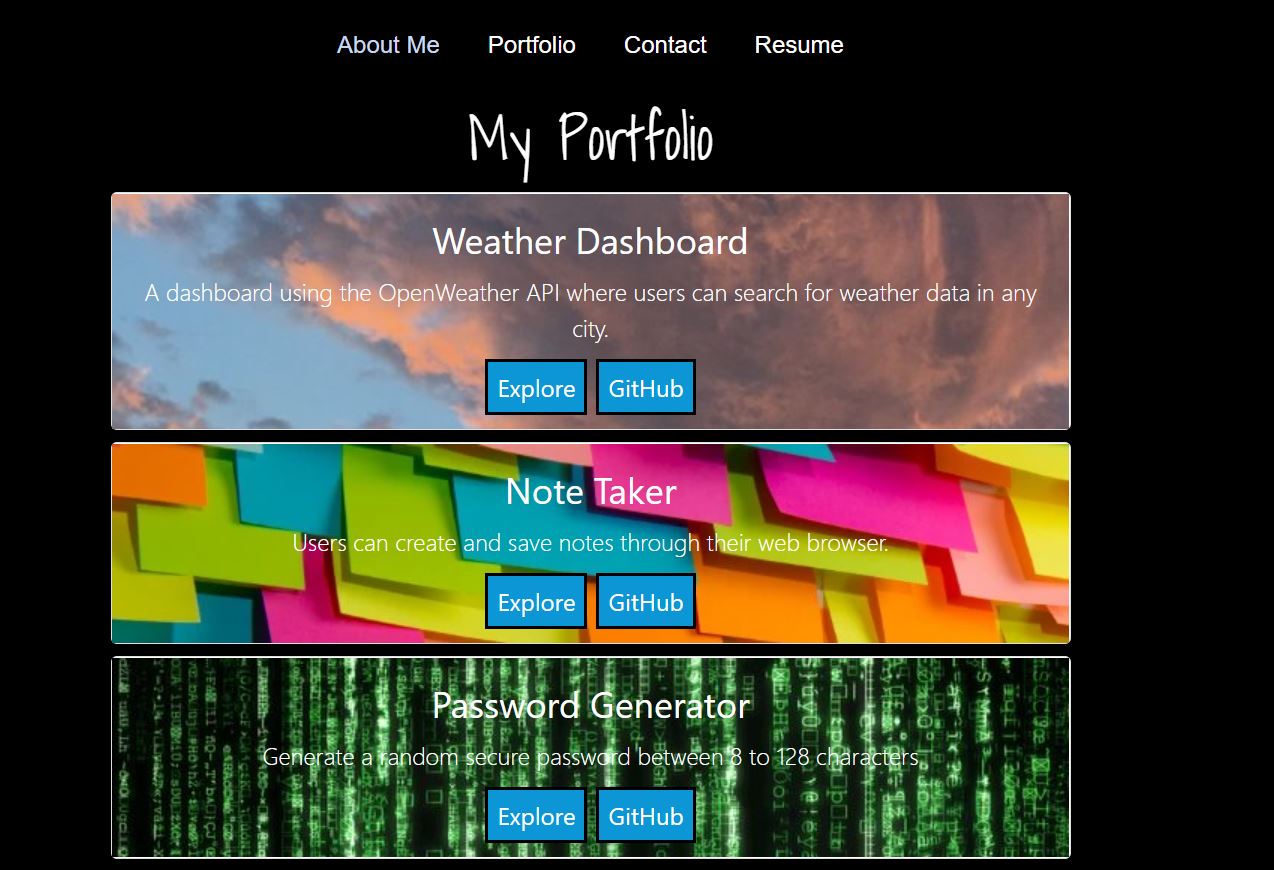 About Me Portfolio Contact Resume
My Portfolio
Weather Dashboard
A dashboard using the OpenWeather API where users can search for weather data in any
city.
Explore GitHub
Note Taker
Users can create and save notes through their web browser.
Explore GitHub
Password Generator
Generate a random secure password between 8 to 128 characters.
Explore GitHub